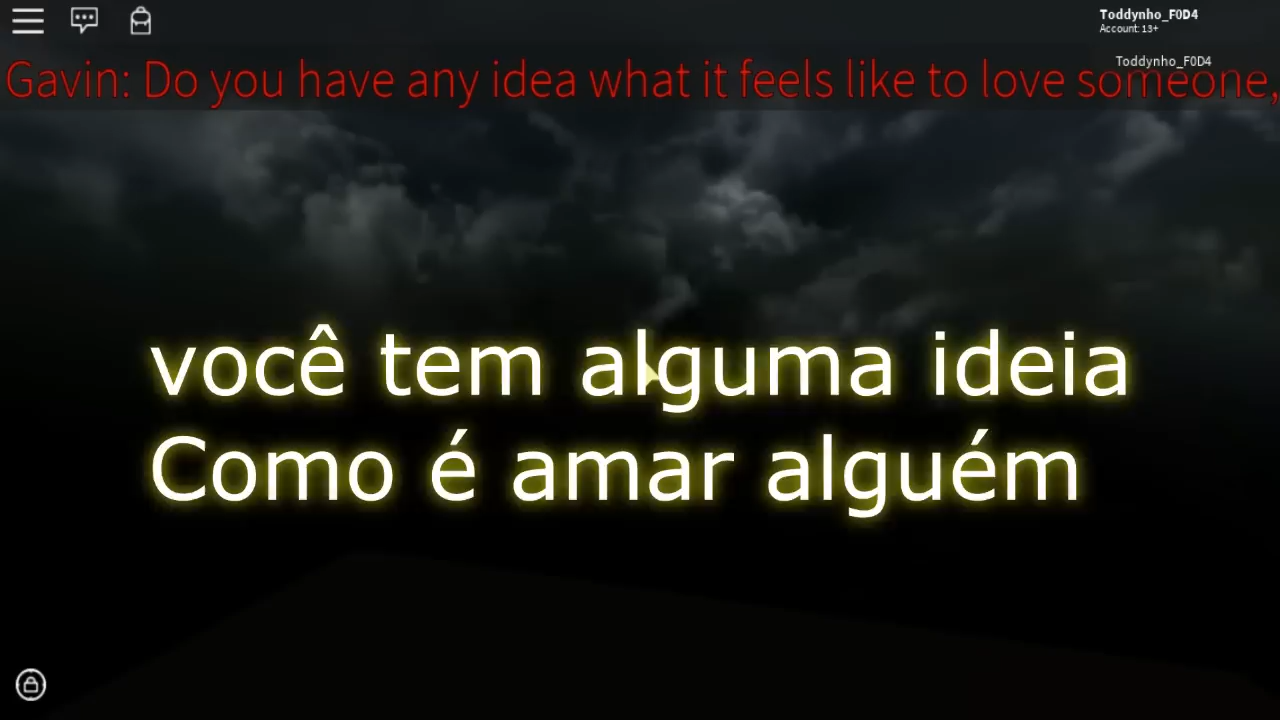 Toddynho_F0D4
Account: 13+
Toddynho_F0D4
Gavin: Do you have any idea what it feels like to love someone,
você tem alguma ideia
Como é amar alguém